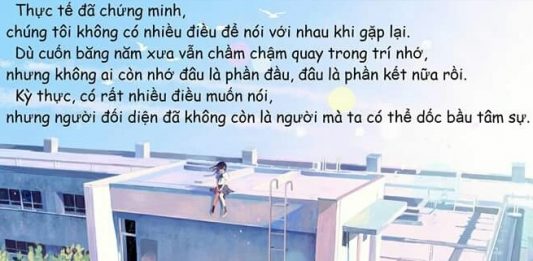 Thực tế đã chứng minh,
chúng tôi không có nhiều điều để nói với nhau khi gặp lại.
Dù cuốn băng năm xưa vẫn chầm chậm quay trong trí nhớ,
nhưng không ai còn nhớ đâu là phần đầu, đâu là phần kết nữa rồi.
Kỳ thực, có rất nhiều điều muốn nói,
nhưng người đối diện đã không còn là người mà ta có thể dốc bầu tâm sự.